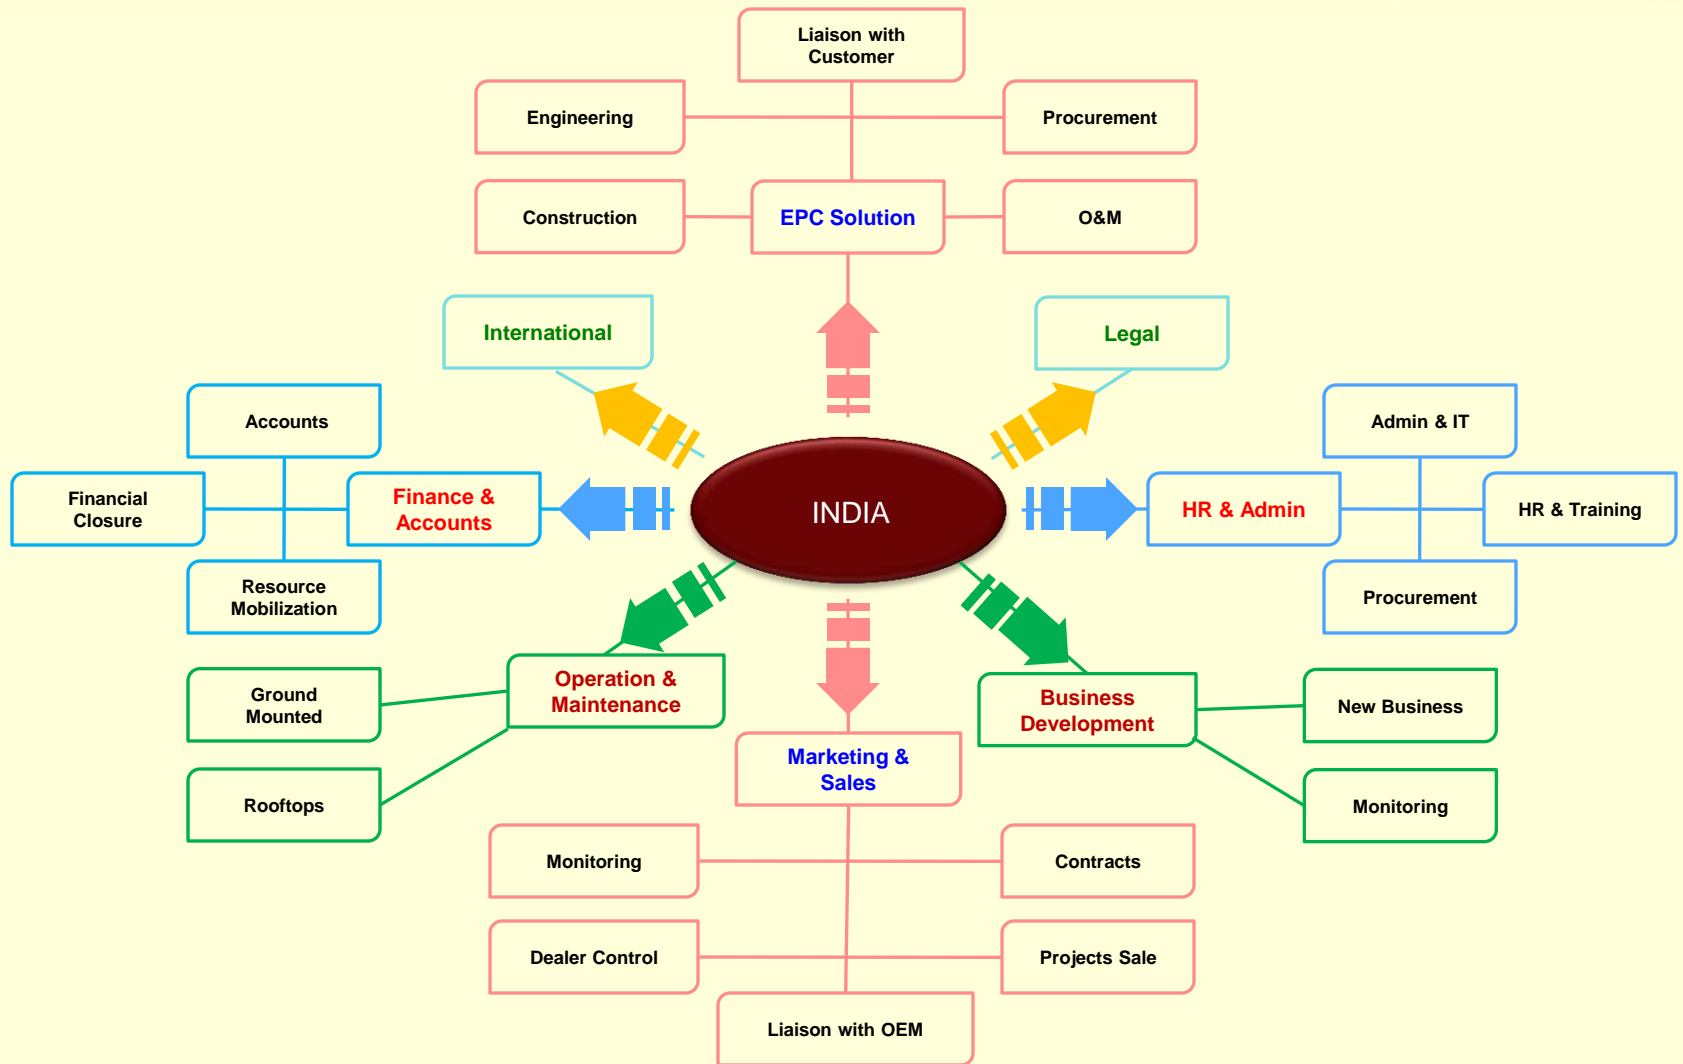 Liaison with
Customer
Engineering
Procurement
Construction
EPC Solution
O&M
International
Legal
Accounts
Admin & IT
Financial
Closure
Finance &
Accounts
INDIA
HR & Admin
HR & Training
Resource
Mobilization
Procurement
Ground
Mounted
Operation &
Maintenance
Business
Development
New Business
Marketing &
Sales
Rooftops
Monitoring
Monitoring
Contracts
Dealer Control
Projects Sale
Liaison with OEM